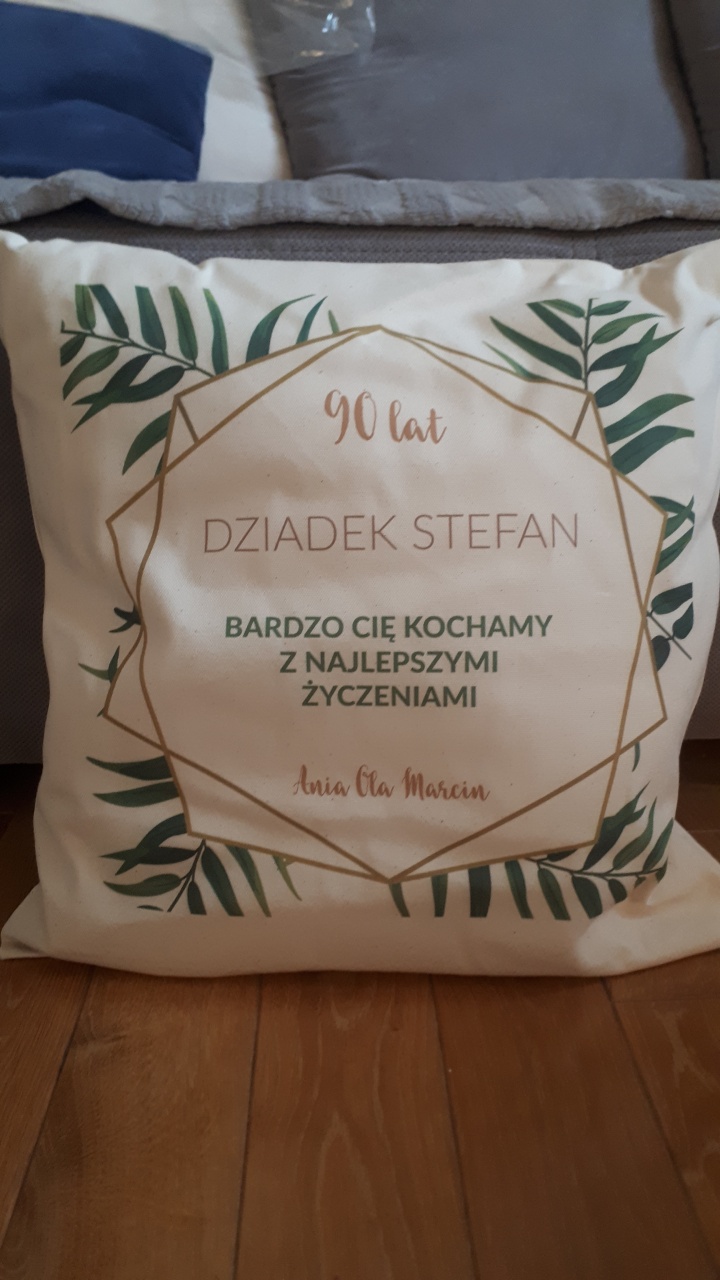 90 lat
DZIADEK STEFAN
BARDZO CIĘ KOCHAMY
Z NAJLEPSZYMI
ŻYCZENIAMI
Ania Ola Marcin